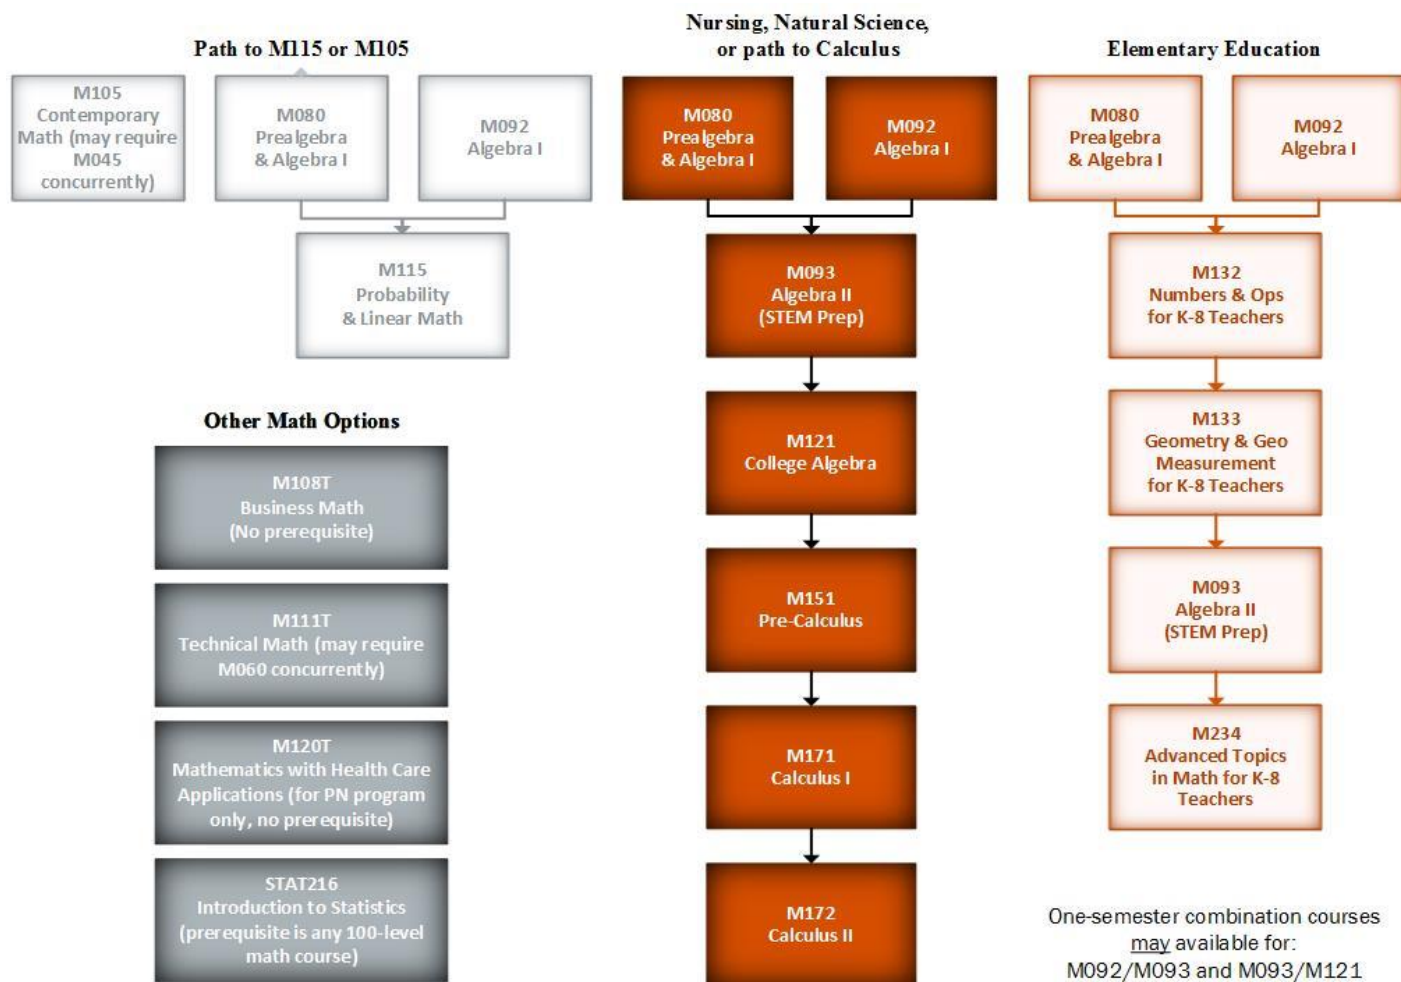 Path to M115 or M105
M105
Contemporary
Math (may require
M045
concurrently)
M080
Prealgebra
& Algebra I
M092
Algebra I
M115
Probability
& Linear Math
Other Math Options
M108T
Business Math
(No prerequisite)
M111T
Technical Math (may require
M060 concurrently)
M120T
Mathematics with Health Care
Applications (for PN program
only, no prerequisite)
STAT216
Introduction to Statistics
(prerequisite is any 100-level
math course)
Nursing, Natural Science,
or path to Calculus
M080
Prealgebra
& Algebra I
M092
Algebra I
M093
Algebra II
(STEM Prep)
M121
College Algebra
M151
Pre-Calculus
M171
Calculus I
M172
Calculus II
Elementary Education
M080
Prealgebra
& Algebra I
M092
Algebra I
M132
Numbers & Ops
for K-8 Teachers
M133
Geometry & Geo
Measurement
for K-8 Teachers
M093
Algebra II
(STEM Prep)
M234
Advanced Topics
in Math for K-8
Teachers
One-semester combination courses
may available for:
M092/M093 and M093/M121